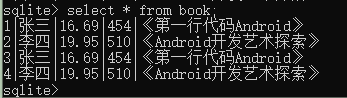 sqlite> select * from book;
1|张三|16.69|454|《第一行代码Android》
2|李四|19.95|510|《Android开发艺术探索》
3|张三|16.69|454|《第一行代码Android》
4|李四|19.95|510|《Android开发艺术探索》
sqlite>